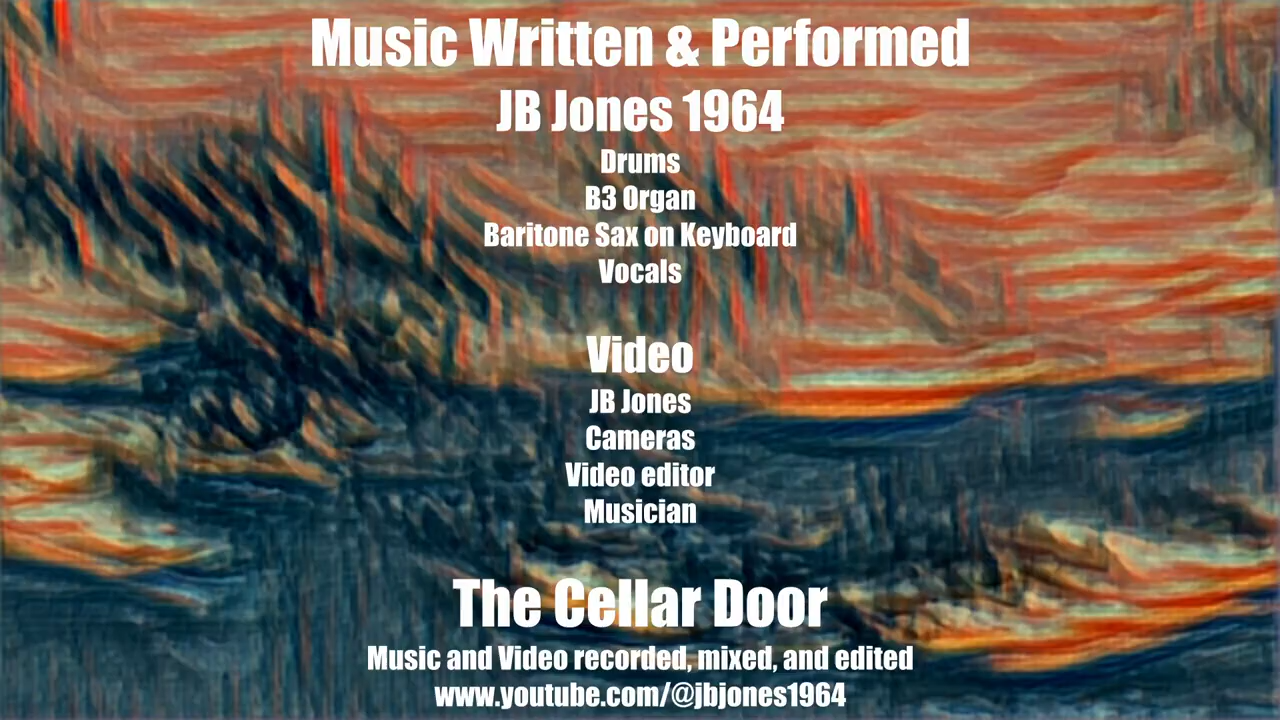 Music Written & Performed
JB Jones 1964
Drums
B3 Organ
Baritone Sax on Keyboard
Vocals
Video
JB Jones
Cameras
Video editor
Musician
The Cellar Door
Music and Video recorded, mixed, and edited
www.youtube.com/@jbjones1964